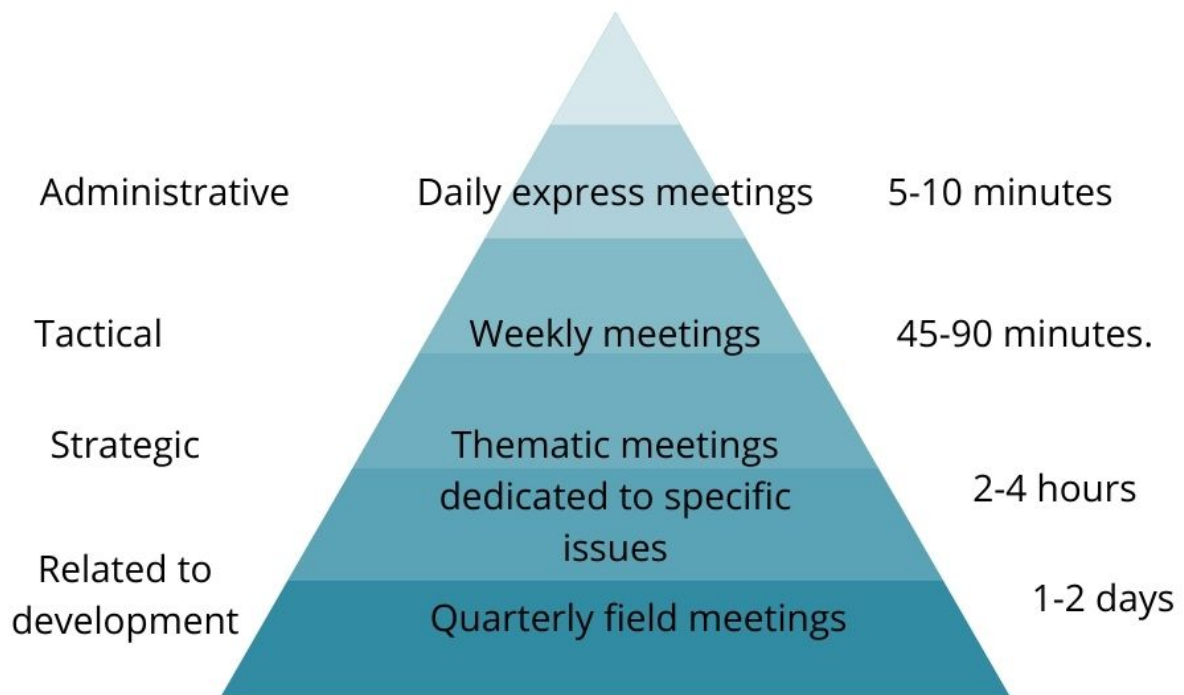 Administrative
Daily express meetings
5-10 minutes
Tactical
Weekly meetings
45-90 minutes.
Strategic
Thematic meetings
dedicated to specific
issues
2-4 hours
Related to
development
Quarterly field meetings
1-2 days